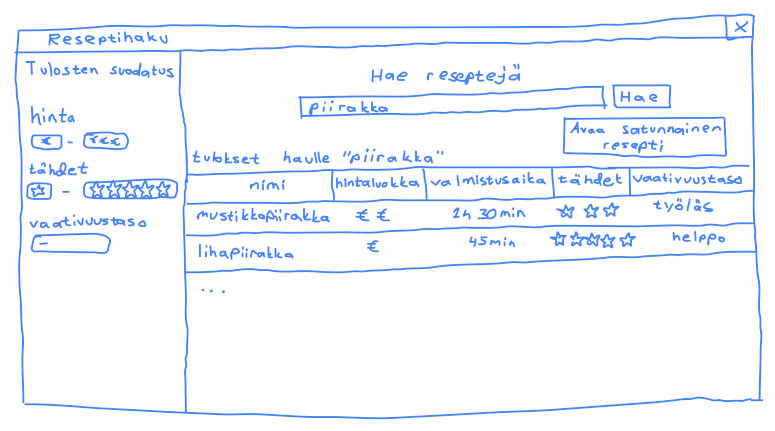 Reseptihaku X
Tulosten suodatus
hinta
€ - €€€
tähdet
☆ - ☆☆☆☆☆
vaativuustaso
-
Hae reseptejä
piirakka Hae
Avaa satunnainen
resepti
tulokset haulle "piirakka"
nimi hintaluokka valmistusaika tähdet vaativuustaso
mustikkapiirakka €€ 1h 30min ☆☆☆ työläs
lihapiirakka € 45min ☆☆☆☆☆ helppo
...